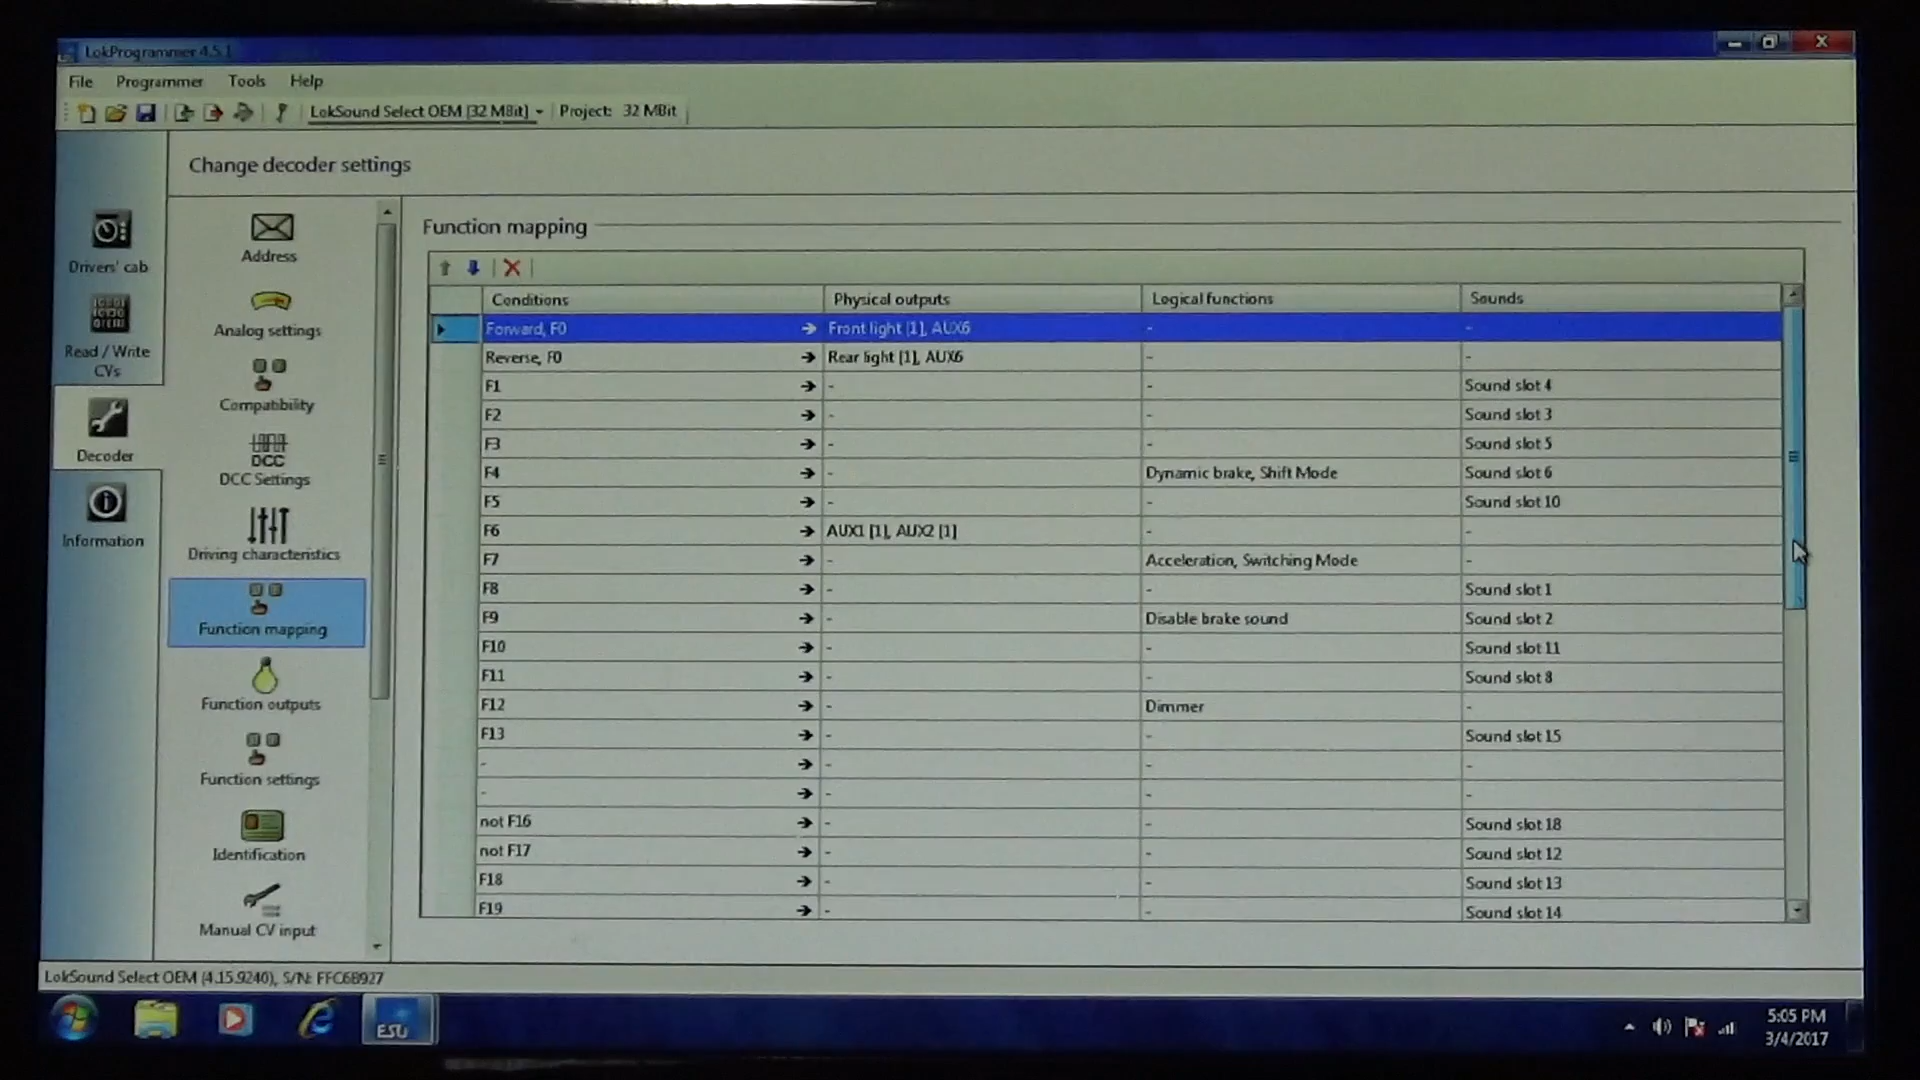 LokProgrammer 4.5.1
File Programmer Tools Help
LokSound Select OEM [32 MBit] Project: 32 MBit
Change decoder settings
Drivers' cab
Read / Write
CVs
Decoder
Information
Address
Analog settings
Compatibility
DCC
DCC Settings
Driving characteristics
Function mapping
Function outputs
Function settings
Identification
Manual CV input
Function mapping
Conditions Physical outputs Logical functions Sounds
Forward, F0 Front light [1], AUX6 - -
Reverse, F0 Rear light [1], AUX6 - -
F1 - - Sound slot 4
F2 - - Sound slot 3
F3 - - Sound slot 5
F4 - Dynamic brake, Shift Mode Sound slot 6
F5 - - Sound slot 10
F6 AUX1 [1], AUX2 [1] - -
F7 - Acceleration, Switching Mode -
F8 - - Sound slot 1
F9 - Disable brake sound Sound slot 2
F10 - - Sound slot 11
F11 - - Sound slot 8
F12 - Dimmer -
F13 - - Sound slot 15
- - - -
- - - -
not F16 - - Sound slot 18
not F17 - - Sound slot 12
F18 - - Sound slot 13
F19 - - Sound slot 14
LokSound Select OEM (4.15.9240), S/N: FFC6B927
ESU
5:05 PM
3/4/2017